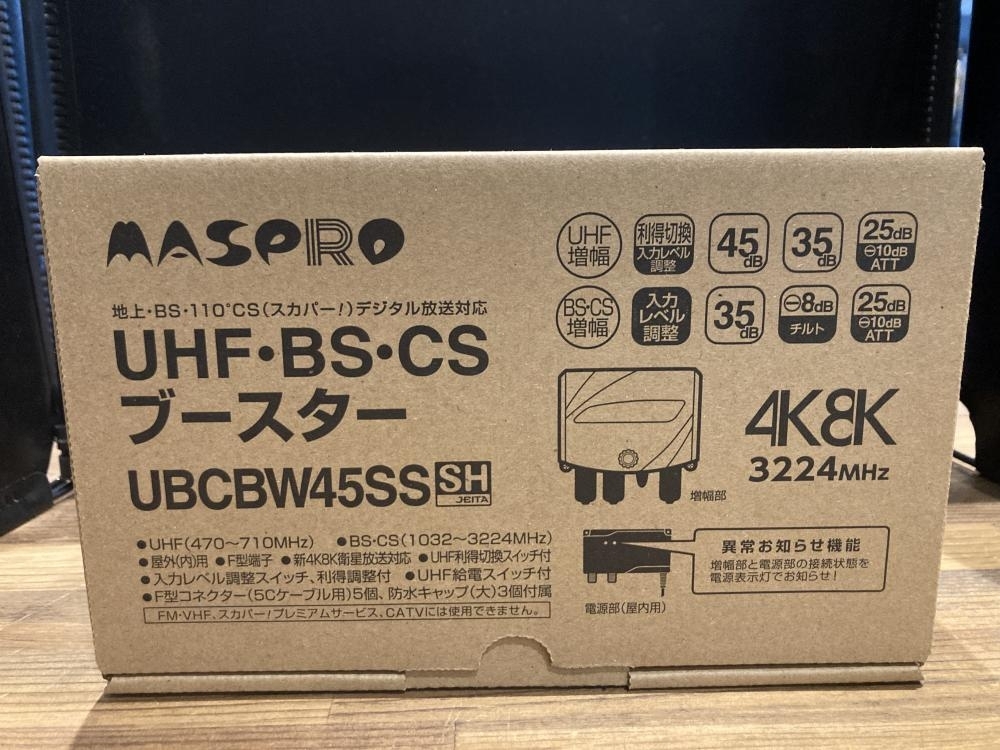 MASPRO
地上・BS・110°CS(スカパー!)デジタル放送対応
UHF・BS・CS
ブースター
UBCBW45SS SH
JEITA
UHF
増幅
利得切換
入力レベル
調整
45dB
35dB
25dB
⊖10dB
ATT
BS・CS
増幅
入力
レベル
調整
35dB
⊖8dB
チルト
25dB
⊖10dB
ATT
4K8K
3224MHz
増幅部
●UHF(470～710MHz) ●BS・CS(1032～3224MHz)
●屋外(内)用 ●F型端子 ●新4K8K衛星放送対応 ●UHF利得切換スイッチ付
●入力レベル調整スイッチ、利得調整付 ●UHF給電スイッチ付
●F型コネクター(5Cケーブル用)5個、防水キャップ(大)3個付属
FM・VHF、スカパー!プレミアムサービス、CATVには使用できません。
電源部(屋内用)
異常お知らせ機能
増幅部と電源部の接続状態を
電源表示灯でお知らせ!